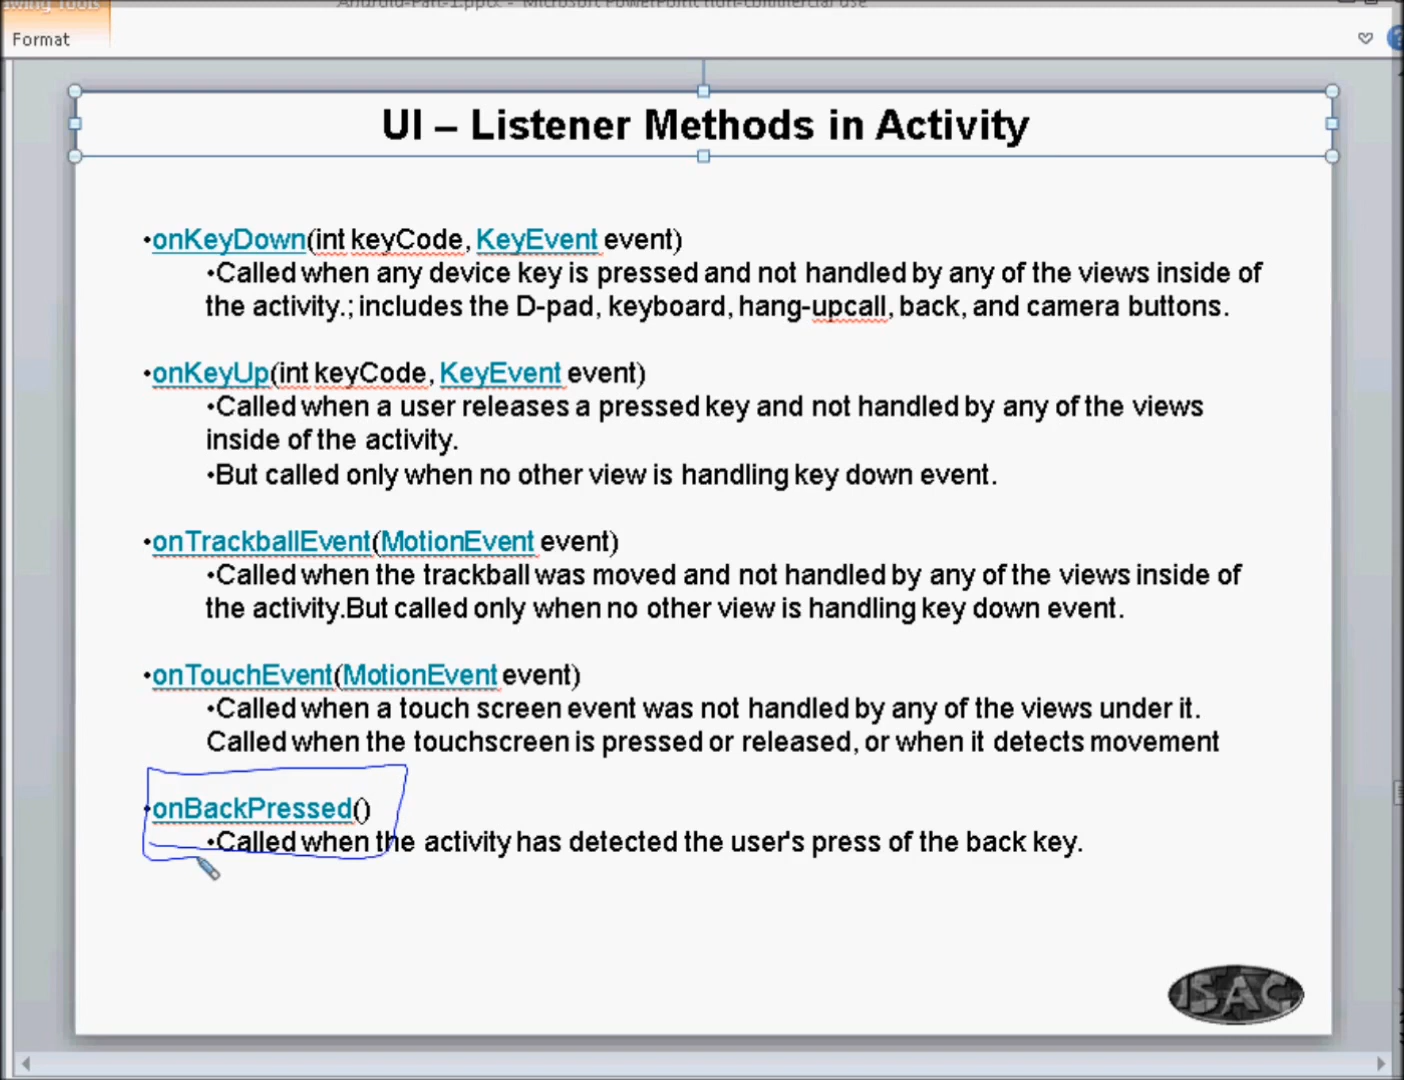 Format
UI – Listener Methods in Activity
•onKeyDown(int keyCode, KeyEvent event)
•Called when any device key is pressed and not handled by any of the views inside of
the activity.; includes the D-pad, keyboard, hang-upcall, back, and camera buttons.
•onKeyUp(int keyCode, KeyEvent event)
•Called when a user releases a pressed key and not handled by any of the views
inside of the activity.
•But called only when no other view is handling key down event.
•onTrackballEvent(MotionEvent event)
•Called when the trackball was moved and not handled by any of the views inside of
the activity.But called only when no other view is handling key down event.
•onTouchEvent(MotionEvent event)
•Called when a touch screen event was not handled by any of the views under it.
Called when the touchscreen is pressed or released, or when it detects movement
•onBackPressed()
•Called when the activity has detected the user's press of the back key.